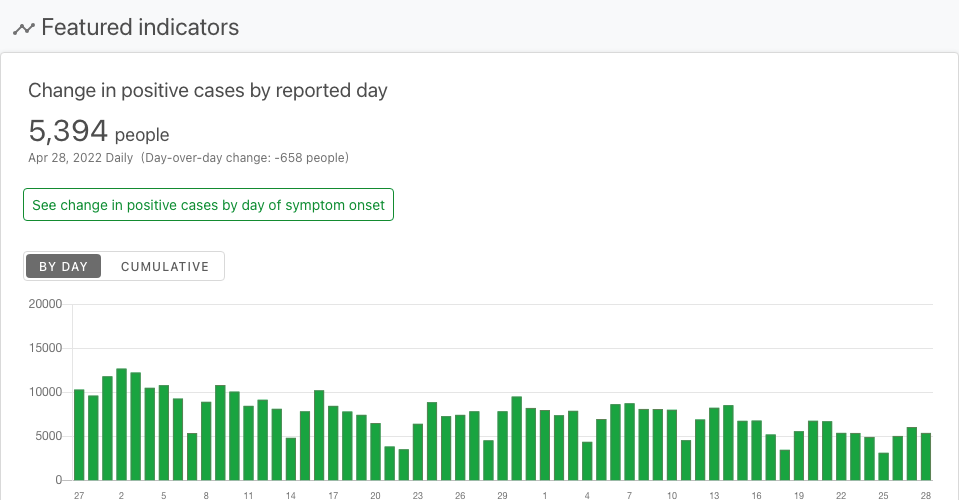 Featured indicators
Change in positive cases by reported day
5,394 people
Apr 28, 2022 Daily (Day-over-day change: -658 people)
See change in positive cases by day of symptom onset
BY DAY CUMULATIVE
20000
15000
10000
5000
0
27 2 5 8 11 14 17 20 23 26 29 1 4 7 10 13 16 19 22 25 28